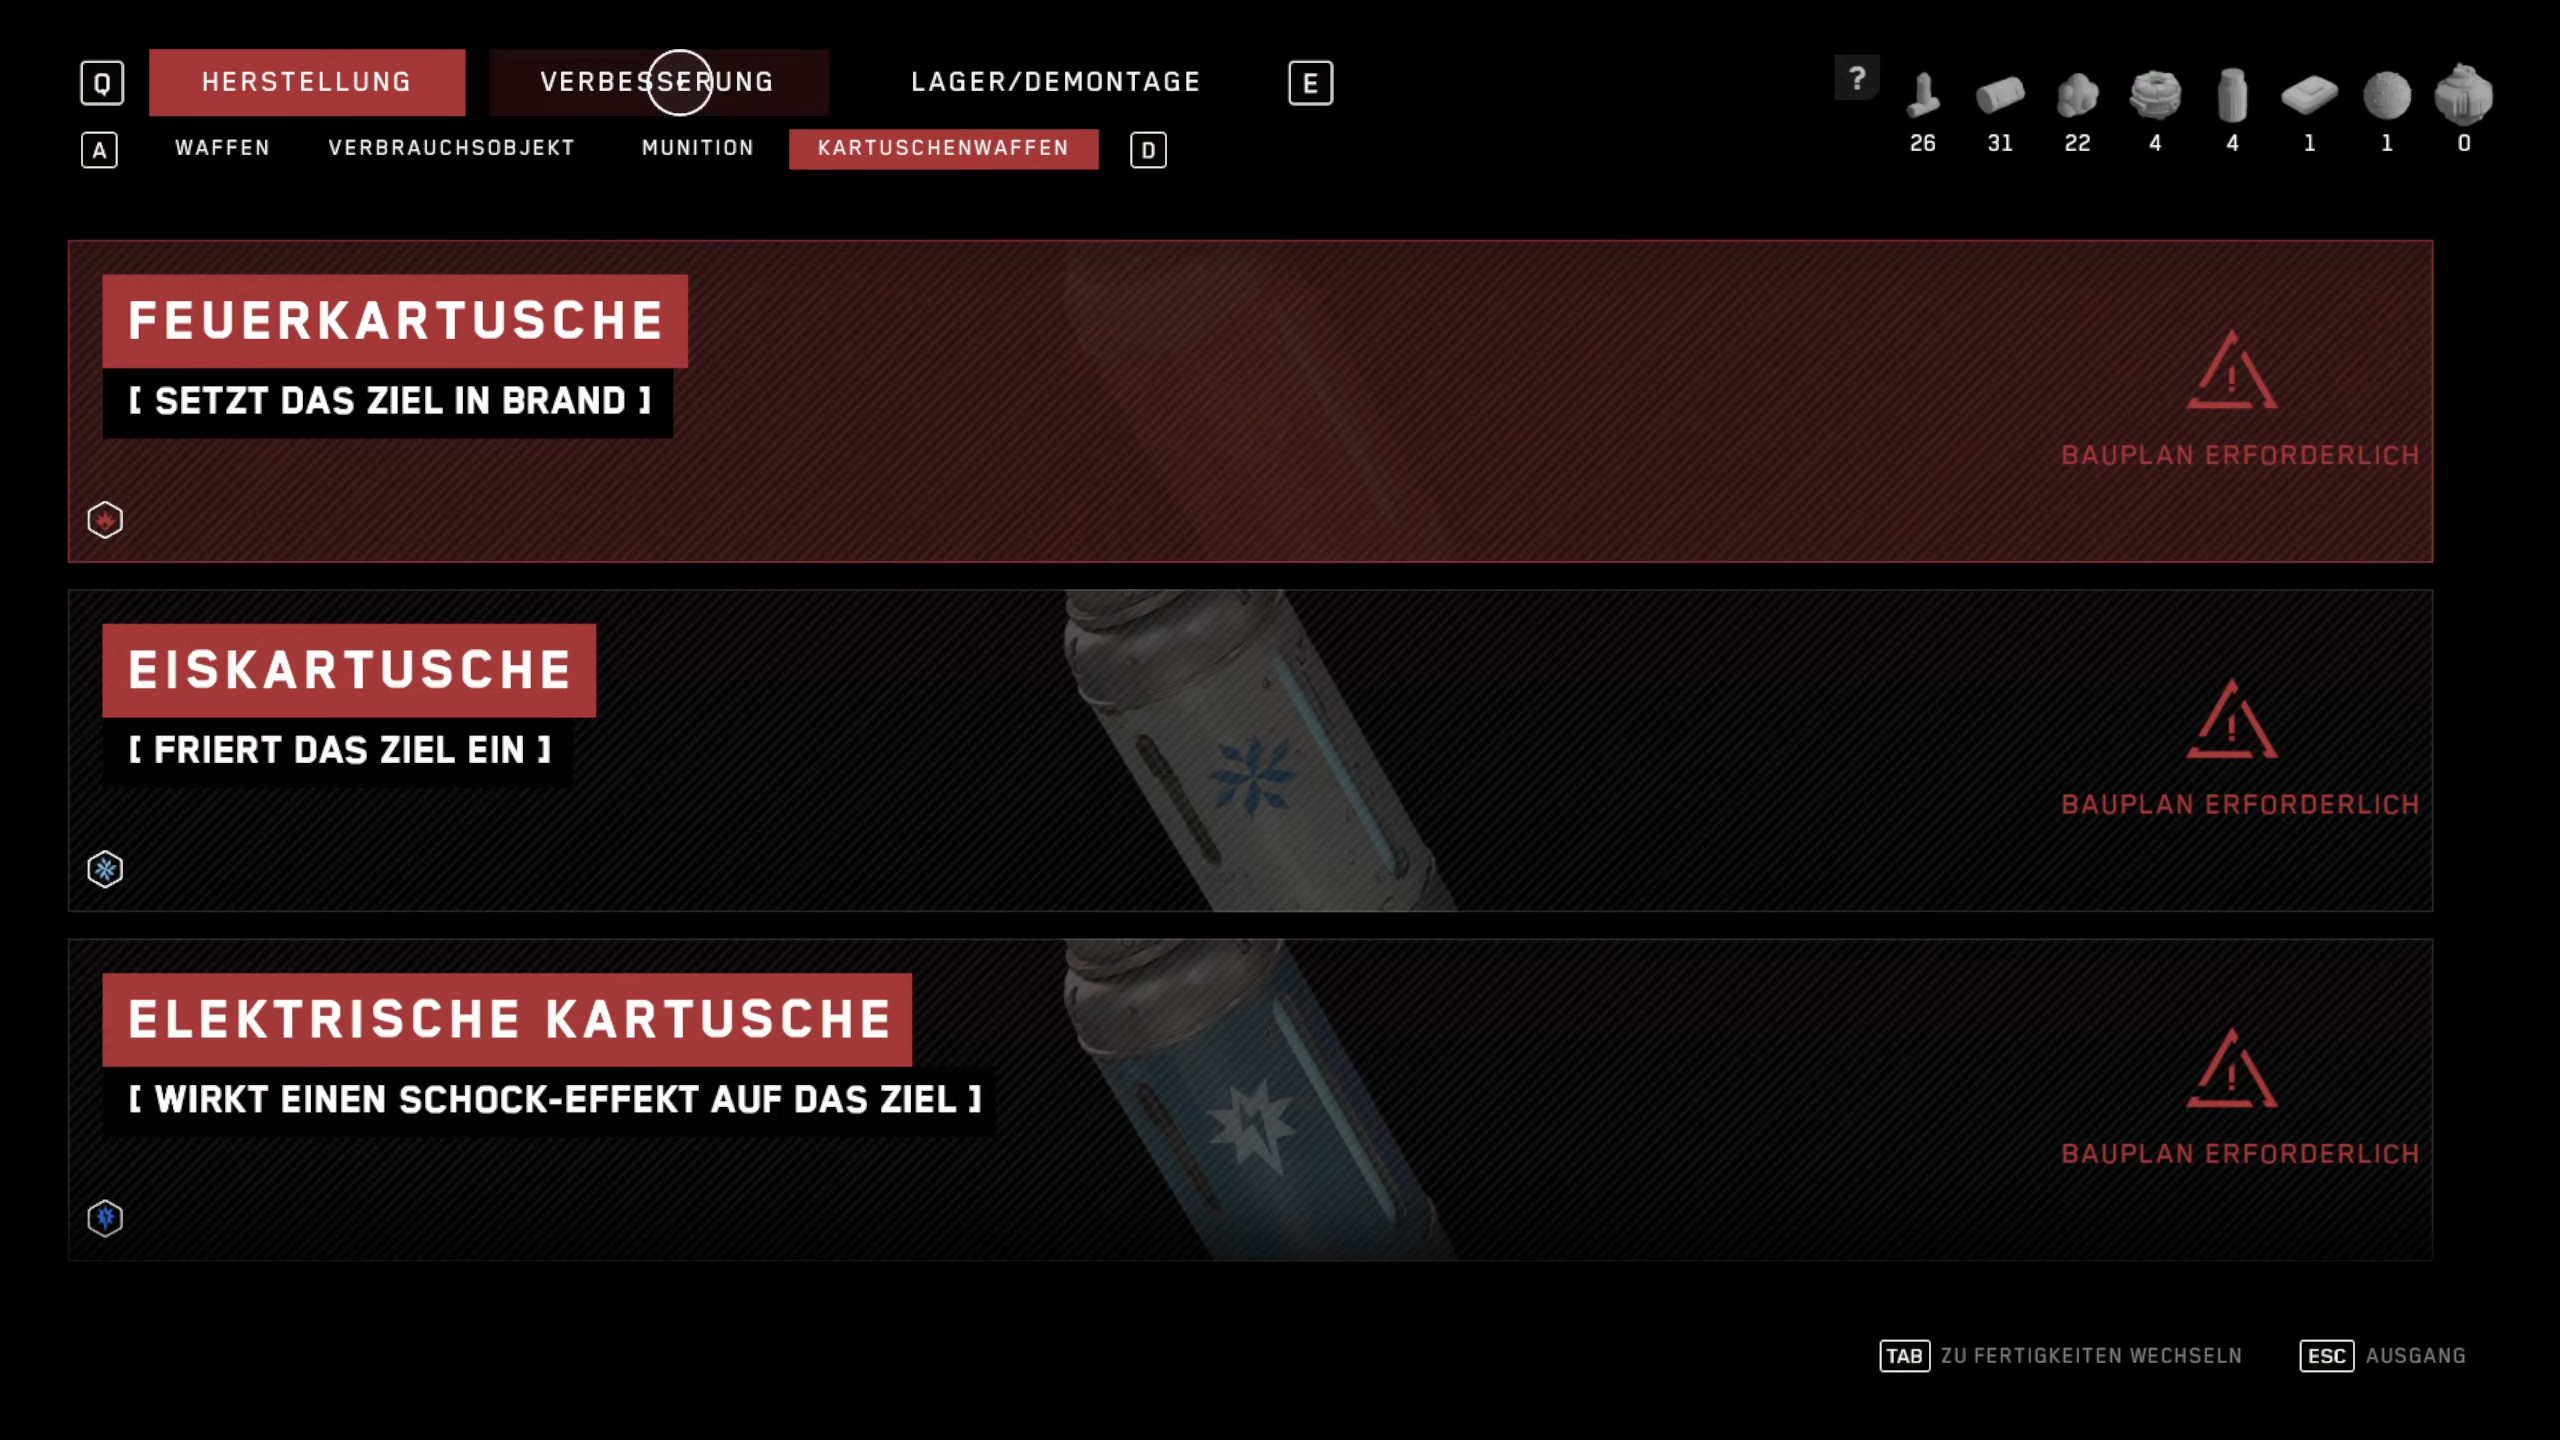 Q HERSTELLUNG VERBESSERUNG LAGER/DEMONTAGE E ?
A WAFFEN VERBRAUCHSOBJEKT MUNITION KARTUSCHENWAFFEN D
26 31 22 4 4 1 1 0
FEUERKARTUSCHE
[ SETZT DAS ZIEL IN BRAND ]
BAUPLAN ERFORDERLICH
EISKARTUSCHE
[ FRIERT DAS ZIEL EIN ]
BAUPLAN ERFORDERLICH
ELEKTRISCHE KARTUSCHE
[ WIRKT EINEN SCHOCK-EFFEKT AUF DAS ZIEL ]
BAUPLAN ERFORDERLICH
TAB ZU FERTIGKEITEN WECHSELN ESC AUSGANG